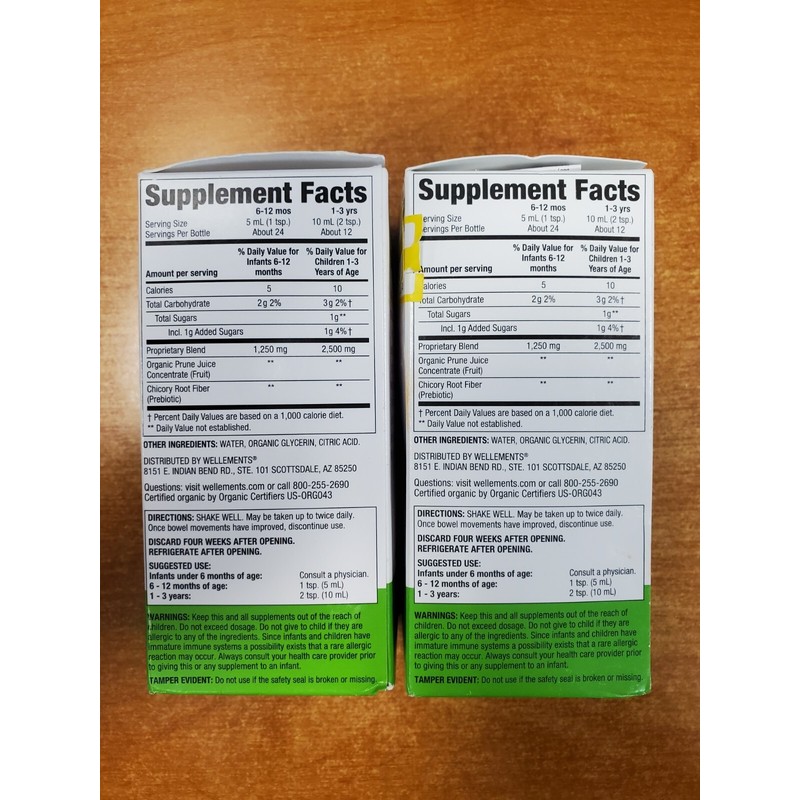 Supplement Facts
6-12 mos 1-3 yrs
Serving Size 5 mL (1 tsp.) 10 mL (2 tsp.)
Servings Per Bottle About 24 About 12
% Daily Value for % Daily Value for
Infants 6-12 Children 1-3
Amount per serving months Years of Age
Calories 5 10
Total Carbohydrate 2g 2% 3g 2%†
Total Sugars 1g**
Incl. 1g Added Sugars 1g 4%†
Proprietary Blend 1,250 mg 2,500 mg
Organic Prune Juice ** **
Concentrate (Fruit)
Chicory Root Fiber ** **
(Prebiotic)
† Percent Daily Values are based on a 1,000 calorie diet.
** Daily Value not established.
OTHER INGREDIENTS: WATER, ORGANIC GLYCERIN, CITRIC ACID.
DISTRIBUTED BY WELLEMENTS®
8151 E. INDIAN BEND RD., STE. 101 SCOTTSDALE, AZ 85250
Questions: visit wellements.com or call 800-255-2690
Certified organic by Organic Certifiers US-ORG043
DIRECTIONS: SHAKE WELL. May be taken up to twice daily.
Once bowel movements have improved, discontinue use.
DISCARD FOUR WEEKS AFTER OPENING.
REFRIGERATE AFTER OPENING.
SUGGESTED USE:
Infants under 6 months of age: Consult a physician.
6 - 12 months of age: 1 tsp. (5 mL)
1 - 3 years: 2 tsp. (10 mL)
WARNINGS: Keep this and all supplements out of the reach of
children. Do not exceed dosage. Do not give to child if they are
allergic to any of the ingredients. Since infants and children have
immature immune systems a possibility exists that a rare allergic
reaction may occur. Always consult your health care provider prior
to giving this or any supplement to an infant.
TAMPER EVIDENT: Do not use if the safety seal is broken or missing.
Supplement Facts
6-12 mos 1-3 yrs
erving Size 5 mL (1 tsp.) 10 mL (2 tsp.)
ervings Per Bottle About 24 About 12
% Daily Value for % Daily Value for
Infants 6-12 Children 1-3
Amount per serving months Years of Age
alories 5 10
otal Carbohydrate 2g 2% 3g 2%†
Total Sugars 1g**
Incl. 1g Added Sugars 1g 4%†
Proprietary Blend 1,250 mg 2,500 mg
Organic Prune Juice ** **
Concentrate (Fruit)
Chicory Root Fiber ** **
(Prebiotic)
† Percent Daily Values are based on a 1,000 calorie diet.
** Daily Value not established.
OTHER INGREDIENTS: WATER, ORGANIC GLYCERIN, CITRIC ACID.
DISTRIBUTED BY WELLEMENTS®
8151 E. INDIAN BEND RD., STE. 101 SCOTTSDALE, AZ 85250
Questions: visit wellements.com or call 800-255-2690
Certified organic by Organic Certifiers US-ORG043
DIRECTIONS: SHAKE WELL. May be taken up to twice daily.
Once bowel movements have improved, discontinue use.
DISCARD FOUR WEEKS AFTER OPENING.
REFRIGERATE AFTER OPENING.
SUGGESTED USE:
Infants under 6 months of age: Consult a physician.
6 - 12 months of age: 1 tsp. (5 mL)
1 - 3 years: 2 tsp. (10 mL)
WARNINGS: Keep this and all supplements out of the reach of
children. Do not exceed dosage. Do not give to child if they are
allergic to any of the ingredients. Since infants and children have
immature immune systems a possibility exists that a rare allergic
reaction may occur. Always consult your health care provider prior
to giving this or any supplement to an infant.
TAMPER EVIDENT: Do not use if the safety seal is broken or missing.